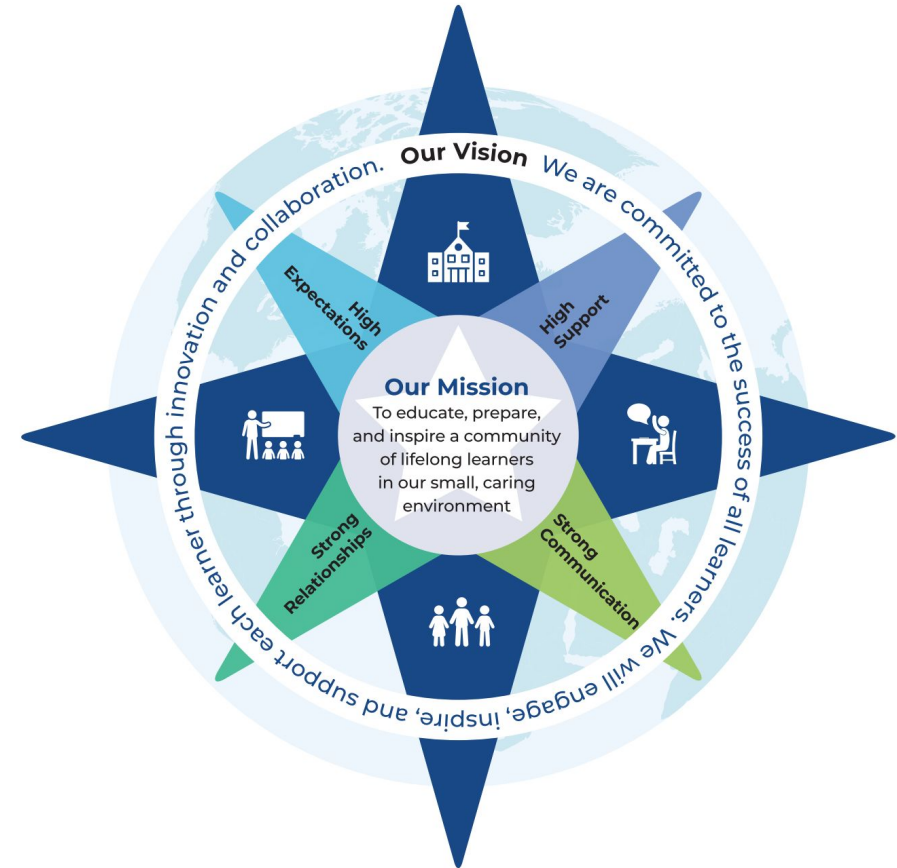 Our Vision We are committed to the success of all learners. We will engage, inspire, and support each learner through innovation and collaboration.
High
Expectations
High
Support
Our Mission
To educate, prepare,
and inspire a community
of lifelong learners
in our small, caring
environment
Strong
Relationships
Strong
Communication